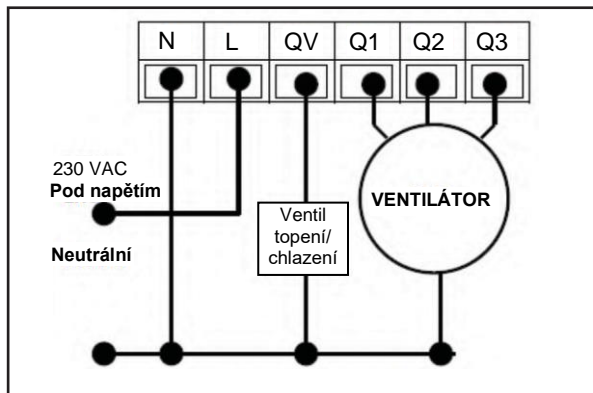 N L QV Q1 Q2 Q3
230 VAC
Pod napětím
Neutrální
Ventil
topení/
chlazení
VENTILÁTOR